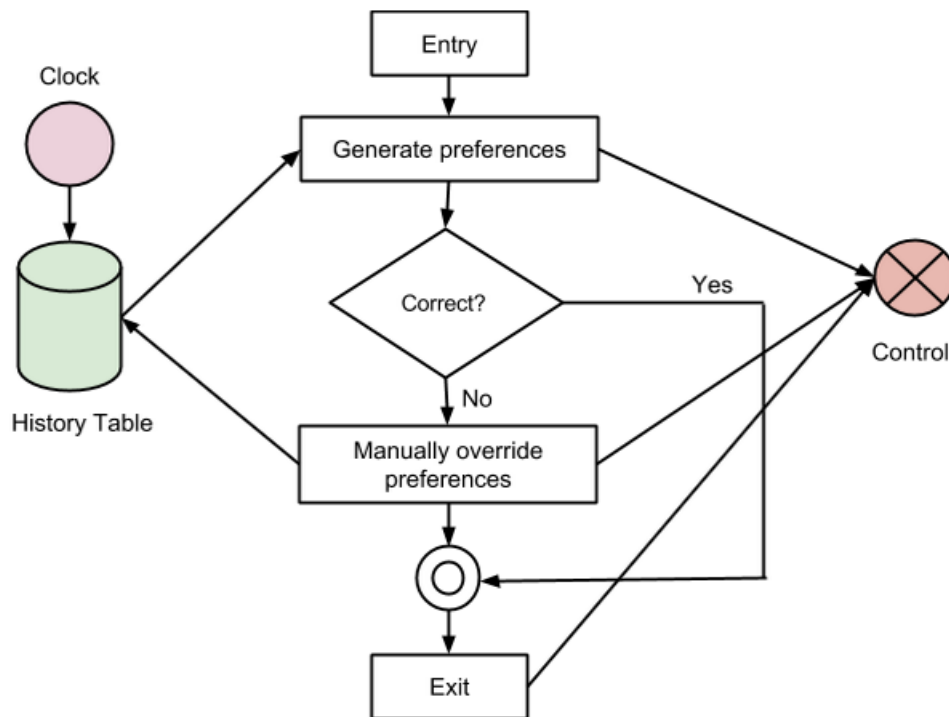 Entry
Clock
Generate preferences
Correct?
Yes
Control
No
History Table
Manually override
preferences
Exit